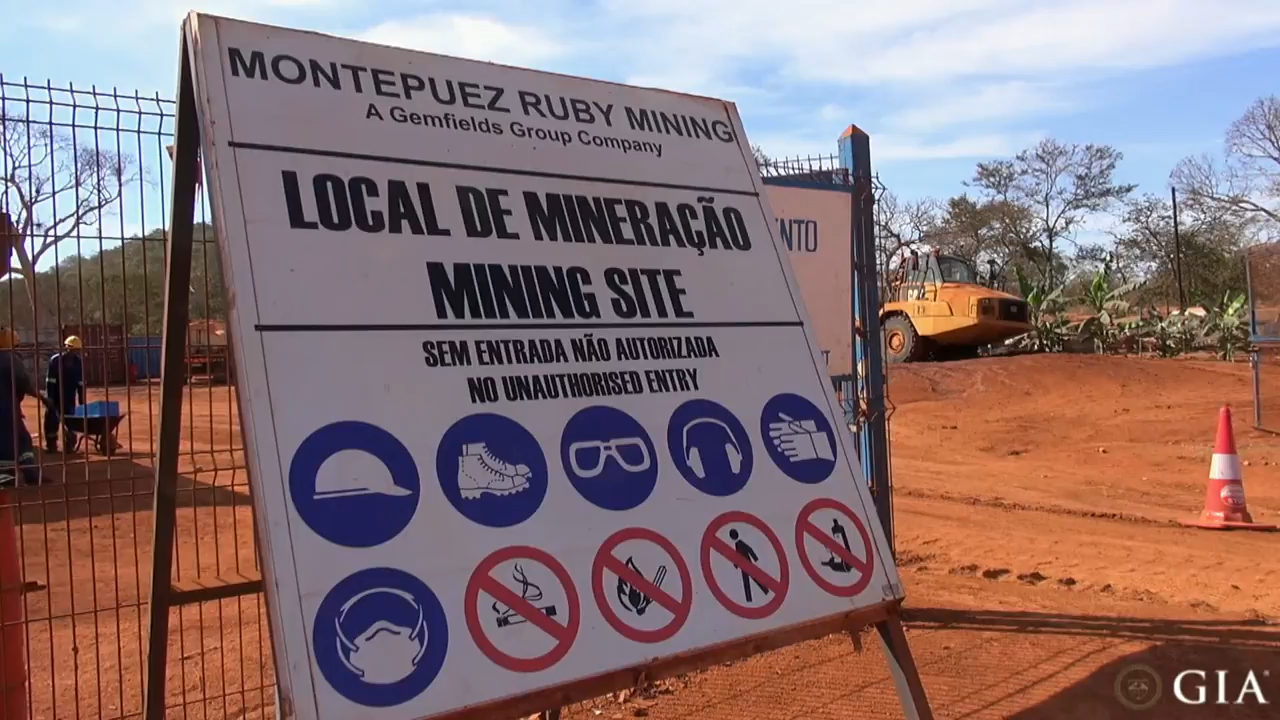 MONTEPUEZ RUBY MINING
A Gemfields Group Company
LOCAL DE MINERAÇÃO
MINING SITE
SEM ENTRADA NÃO AUTORIZADA
NO UNAUTHORISED ENTRY
NTO
GIA